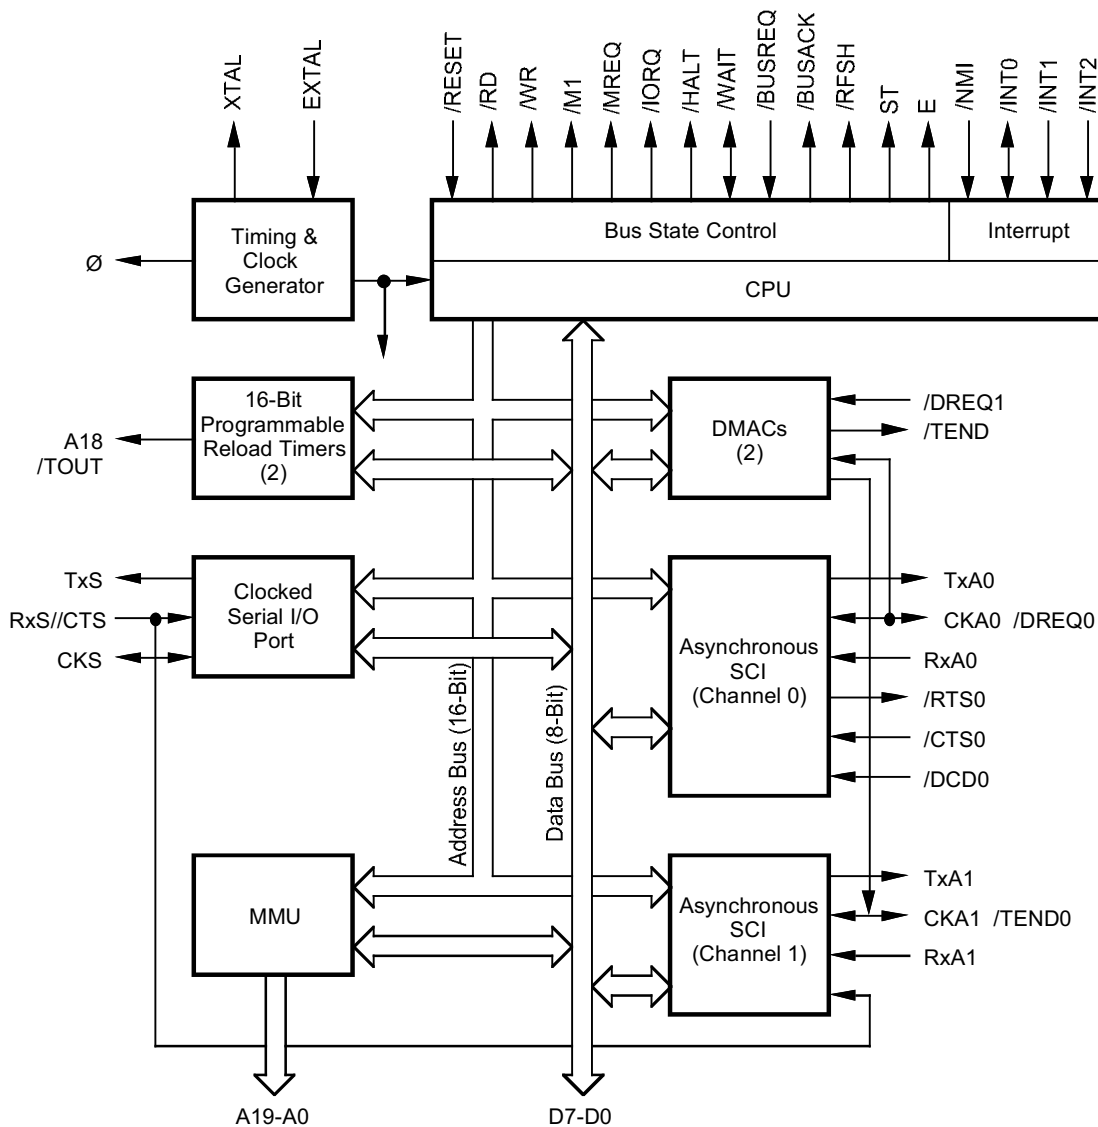 XTAL
EXTAL
/RESET
/RD
/WR
/M1
/MREQ
/IORQ
/HALT
/WAIT
/BUSREQ
/BUSACK
/RFSH
ST
E
/NMI
/INT0
/INT1
/INT2
Timing &
Clock
Generator
Bus State Control
Interrupt
CPU
Ø
16-Bit
Programmable
Reload Timers
(2)
A18
/TOUT
DMACs
(2)
/DREQ1
/TEND
TxS
RxS//CTS
CKS
Clocked
Serial I/O
Port
Address Bus (16-Bit)
Data Bus (8-Bit)
Asynchronous
SCI
(Channel 0)
TxA0
CKA0 /DREQ0
RxA0
/RTS0
/CTS0
/DCD0
MMU
Asynchronous
SCI
(Channel 1)
TxA1
CKA1 /TEND0
RxA1
A19-A0
D7-D0